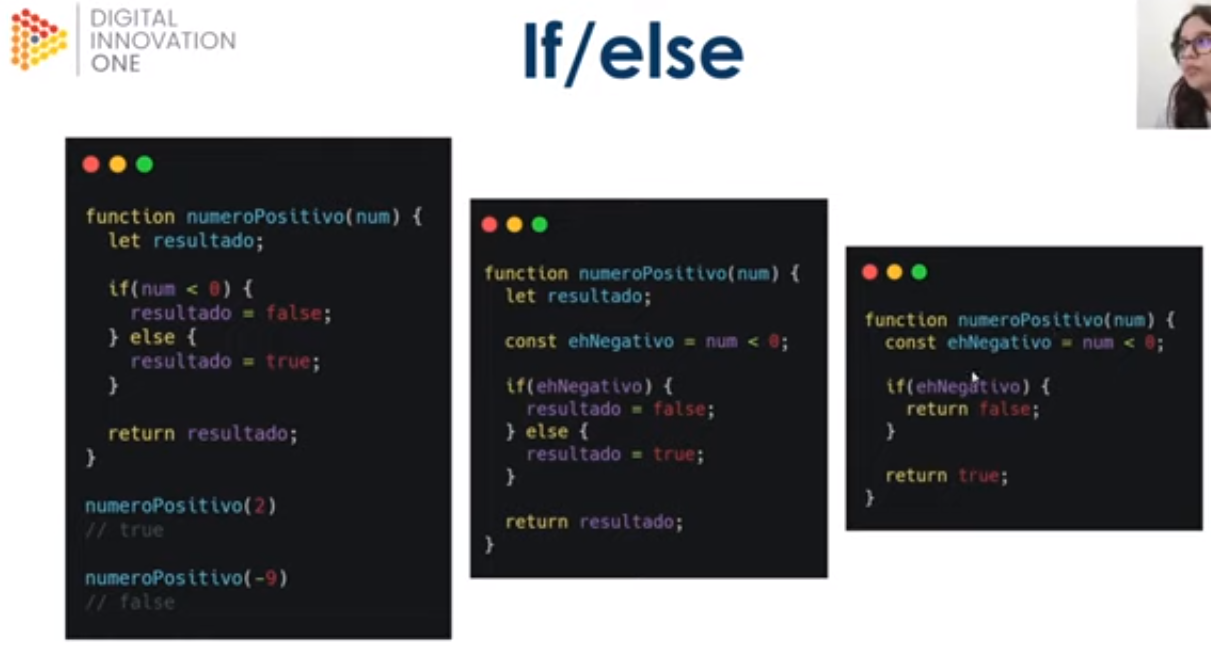 DIGITAL
INNOVATION
ONE
If/else
function numeroPositivo(num) {
let resultado;
if(num < 0) {
resultado = false;
} else {
resultado = true;
}
return resultado;
}
numeroPositivo(2)
// true
numeroPositivo(-9)
// false
function numeroPositivo(num) {
let resultado;
const ehNegativo = num < 0;
if(ehNegativo) {
resultado = false;
} else {
resultado = true;
}
return resultado;
}
function numeroPositivo(num) {
const ehNegativo = num < 0;
if(ehNegativo) {
return false;
}
return true;
}